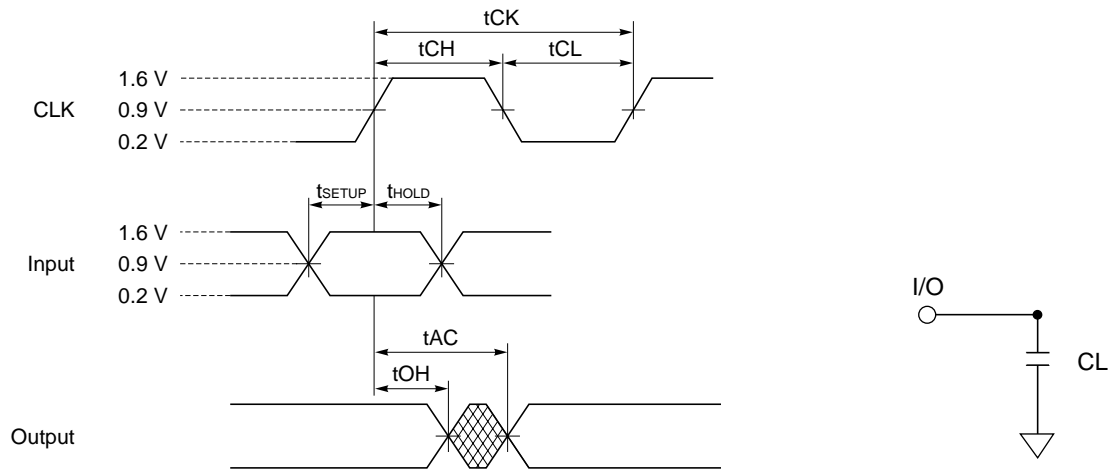 tCK
tCH tCL
1.6 V
CLK 0.9 V
0.2 V
tSETUP tHOLD
1.6 V
Input 0.9 V
0.2 V
I/O
tAC
CL
tOH
Output